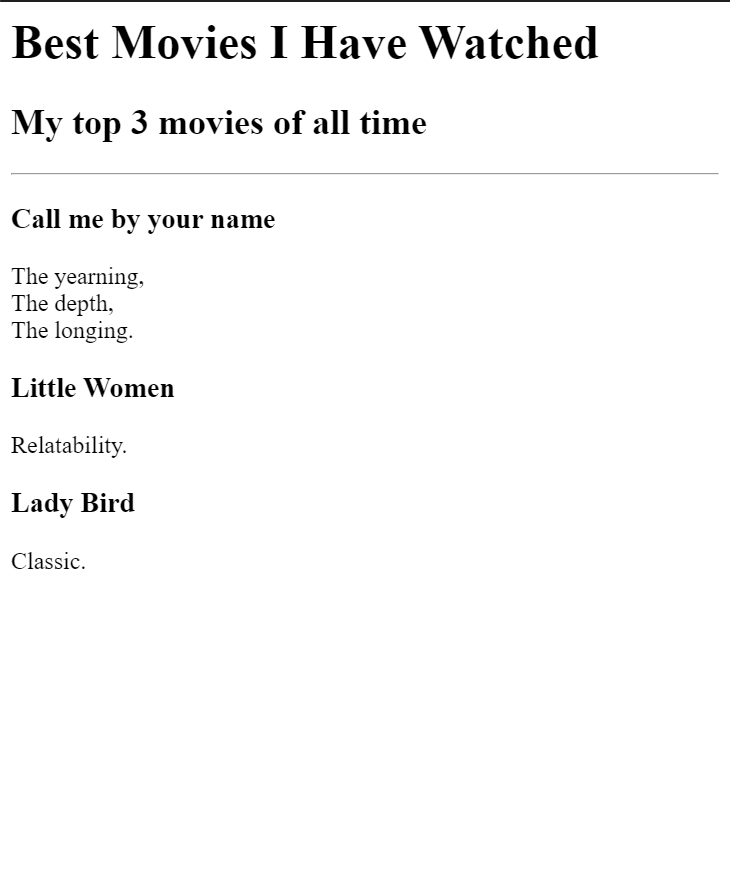 Best Movies I Have Watched
My top 3 movies of all time
Call me by your name
The yearning,
The depth,
The longing.
Little Women
Relatability.
Lady Bird
Classic.